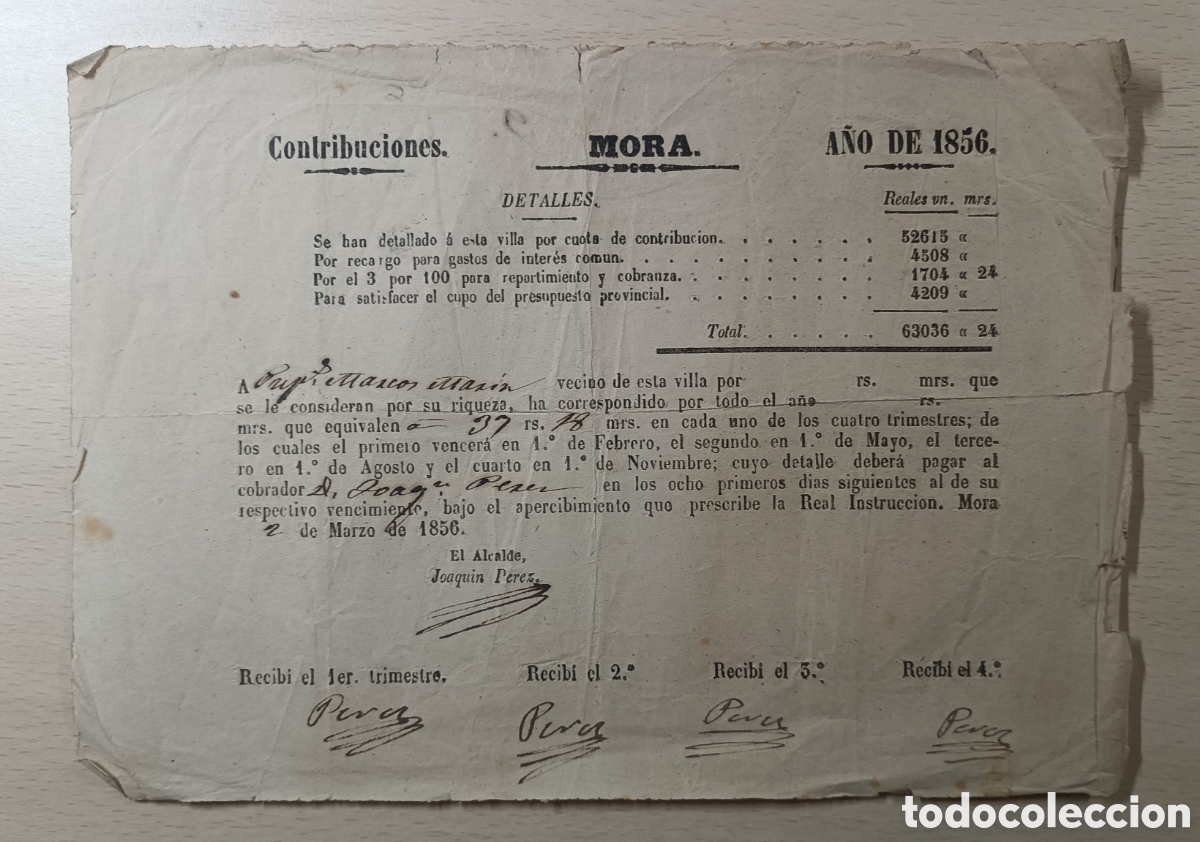 Contribuciones. MORA. AÑO DE 1856.
DETALLES. Reales vn. mrs.
Se han detallado á esta villa por cuota de contribucion. . . . . . . 52615 «
Por recargo para gastos de interés comun. . . . . . . . . . . 4508 «
Por el 3 por 100 para repartimiento y cobranza. . . . . . . . . 1704 « 24
Para satisfacer el cupo del presupuesto provincial. . . . . . . . . 4209 «
Total. . . . . . 63036 « 24
A Marcos Marin vecino de esta villa por rs. mrs. que
se le consideran por su riqueza, ha correspondido por todo el año rs.
mrs. que equivalen a 37 rs. 18 mrs. en cada uno de los cuatro trimestres; de
los cuales el primero vencerá en 1.° de Febrero, el segundo en 1.° de Mayo, el terce-
ro en 1.° de Agosto y el cuarto en 1.° de Noviembre; cuyo detalle deberá pagar al
cobrador D. Joaqn. Perez en los ocho primeros dias siguientes al de su
respectivo vencimiento, bajo el apercibimiento que prescribe la Real Instruccion. Mora
2 de Marzo de 1856.
El Alcalde,
Joaquin Perez.
Recibí el 1er. trimestre. Recibí el 2.° Recibí el 3.° Recibí el 4.°
Perez Perez Perez Perez
todocoleccion